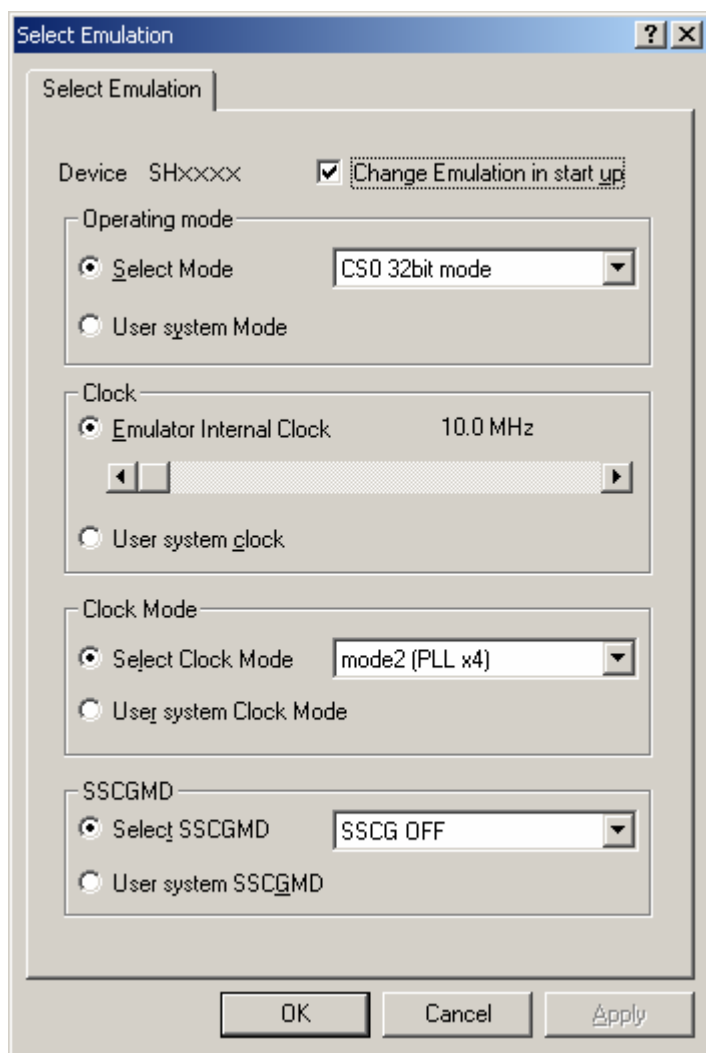 Select Emulation
Select Emulation
Device SH×××× Change Emulation in start up
Operating mode
Select Mode CS0 32bit mode
User system Mode
Clock
Emulator Internal Clock 10.0 MHz
User system clock
Clock Mode
Select Clock Mode mode2 (PLL x4)
User system Clock Mode
SSCGMD
Select SSCGMD SSCG OFF
User system SSCGMD
OK Cancel Apply